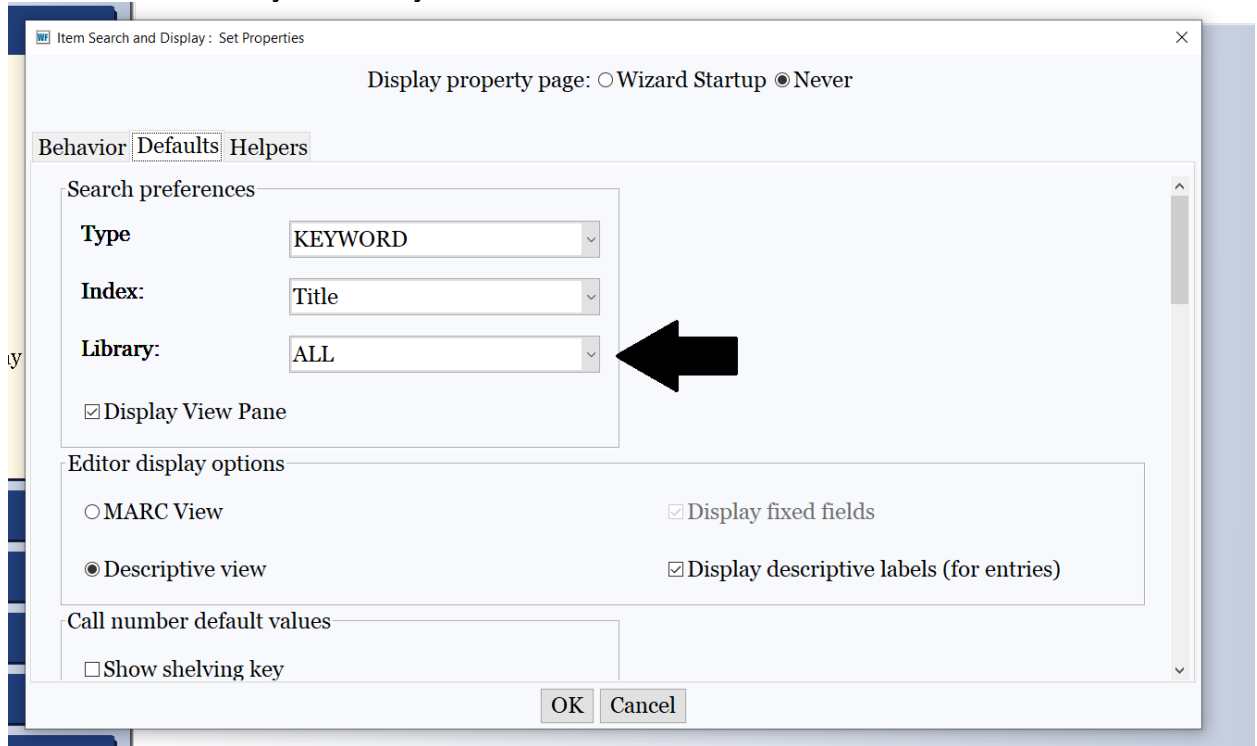 WF Item Search and Display : Set Properties
Display property page: Wizard Startup Never
Behavior Defaults Helpers
Search preferences
Type KEYWORD
Index: Title
Library: ALL
Display View Pane
Editor display options
MARC View Display fixed fields
Descriptive view Display descriptive labels (for entries)
Call number default values
Show shelving key
OK Cancel